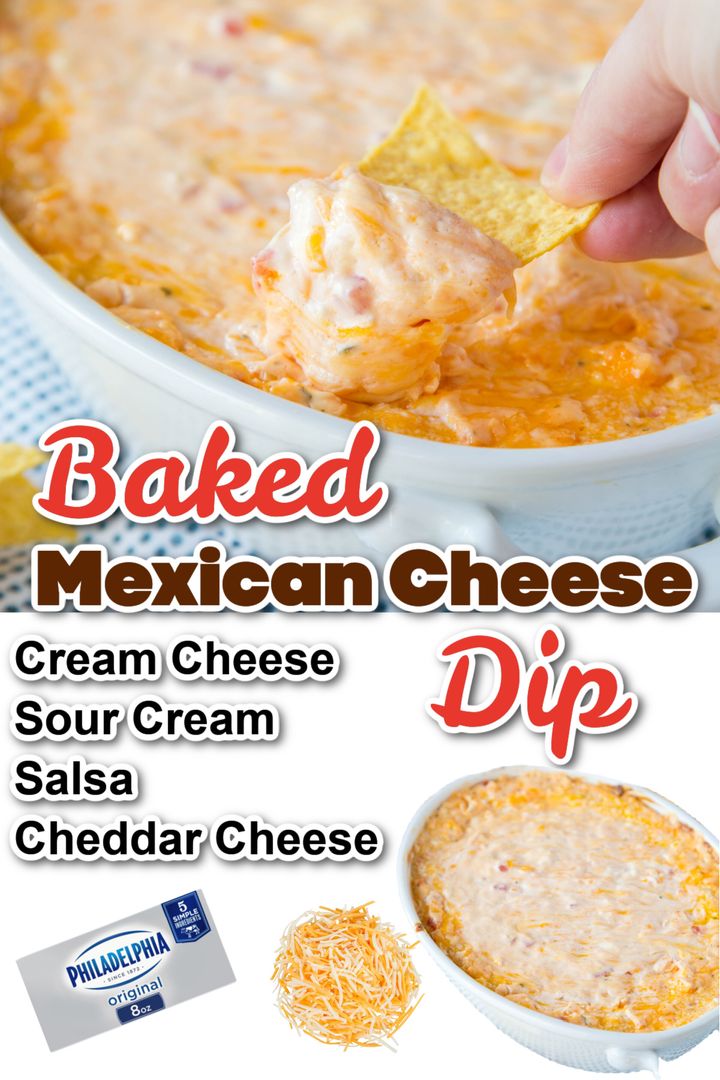 Baked
Mexican Cheese
Dip
Cream Cheese
Sour Cream
Salsa
Cheddar Cheese
5
SIMPLE
INGREDIENTS
PHILADELPHIA
SINCE 1872
original
8oz